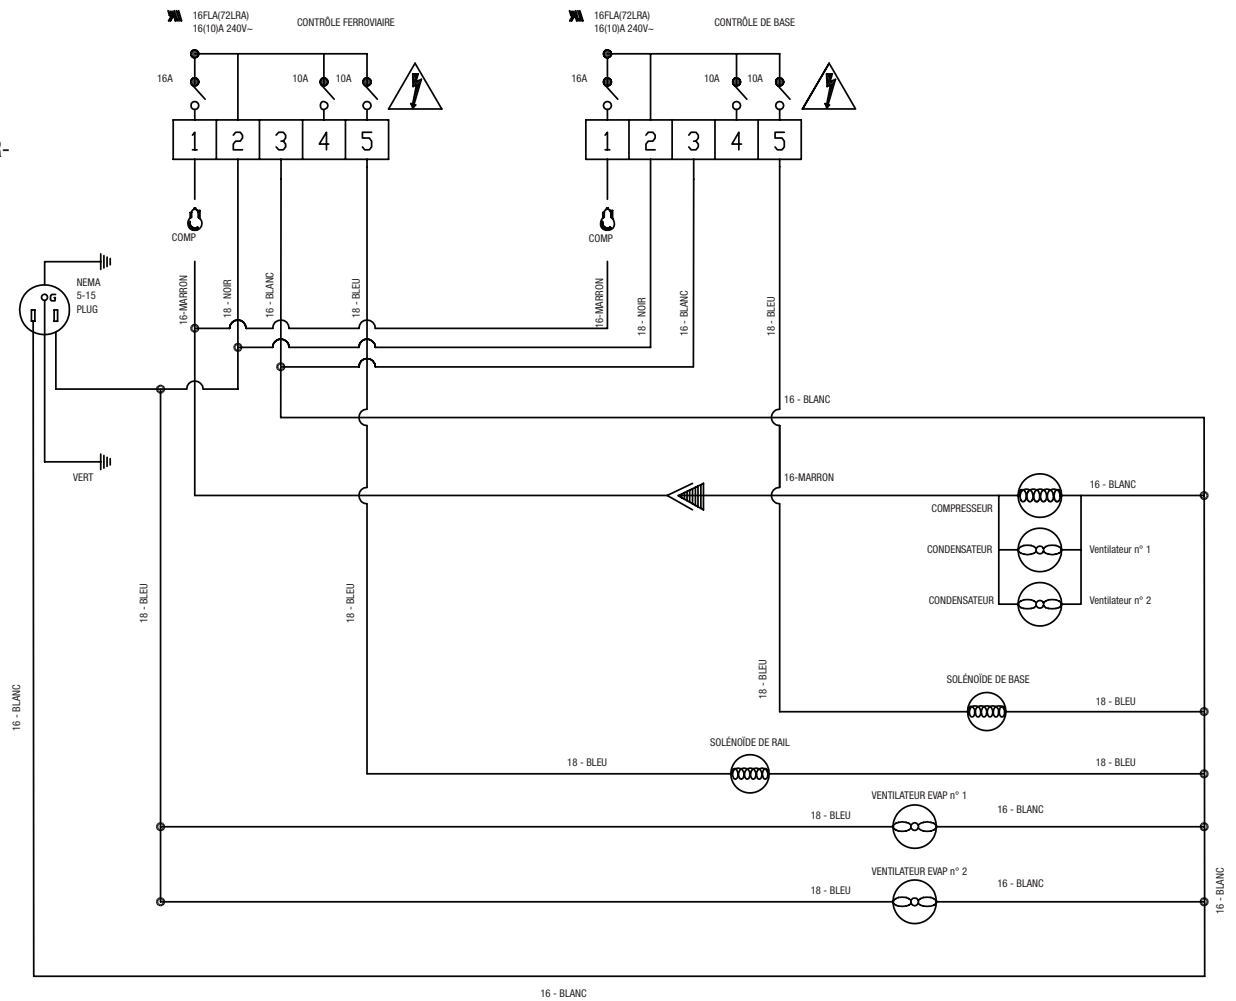 16FLA(72LRA)
16(10)A 240V~
CONTRÔLE FERROVIAIRE
16FLA(72LRA)
16(10)A 240V~
CONTRÔLE DE BASE
16A
10A
10A
16A
10A
10A
1 2 3 4 5
1 2 3 4 5
COMP
COMP
NEMA
5-15
PLUG
G
16-MARRON
18 - NOIR
16 - BLANC
18 - BLEU
16-MARRON
18 - NOIR
16 - BLANC
18 - BLEU
16 - BLANC
VERT
16-MARRON
16 - BLANC
COMPRESSEUR
CONDENSATEUR
Ventilateur n° 1
CONDENSATEUR
Ventilateur n° 2
18 - BLEU
18 - BLEU
18 - BLEU
16 - BLANC
SOLÉNOÏDE DE BASE
18 - BLEU
SOLÉNOÏDE DE RAIL
18 - BLEU
18 - BLEU
VENTILATEUR EVAP n° 1
18 - BLEU
16 - BLANC
VENTILATEUR EVAP n° 2
18 - BLEU
16 - BLANC
16 - BLANC
16 - BLANC